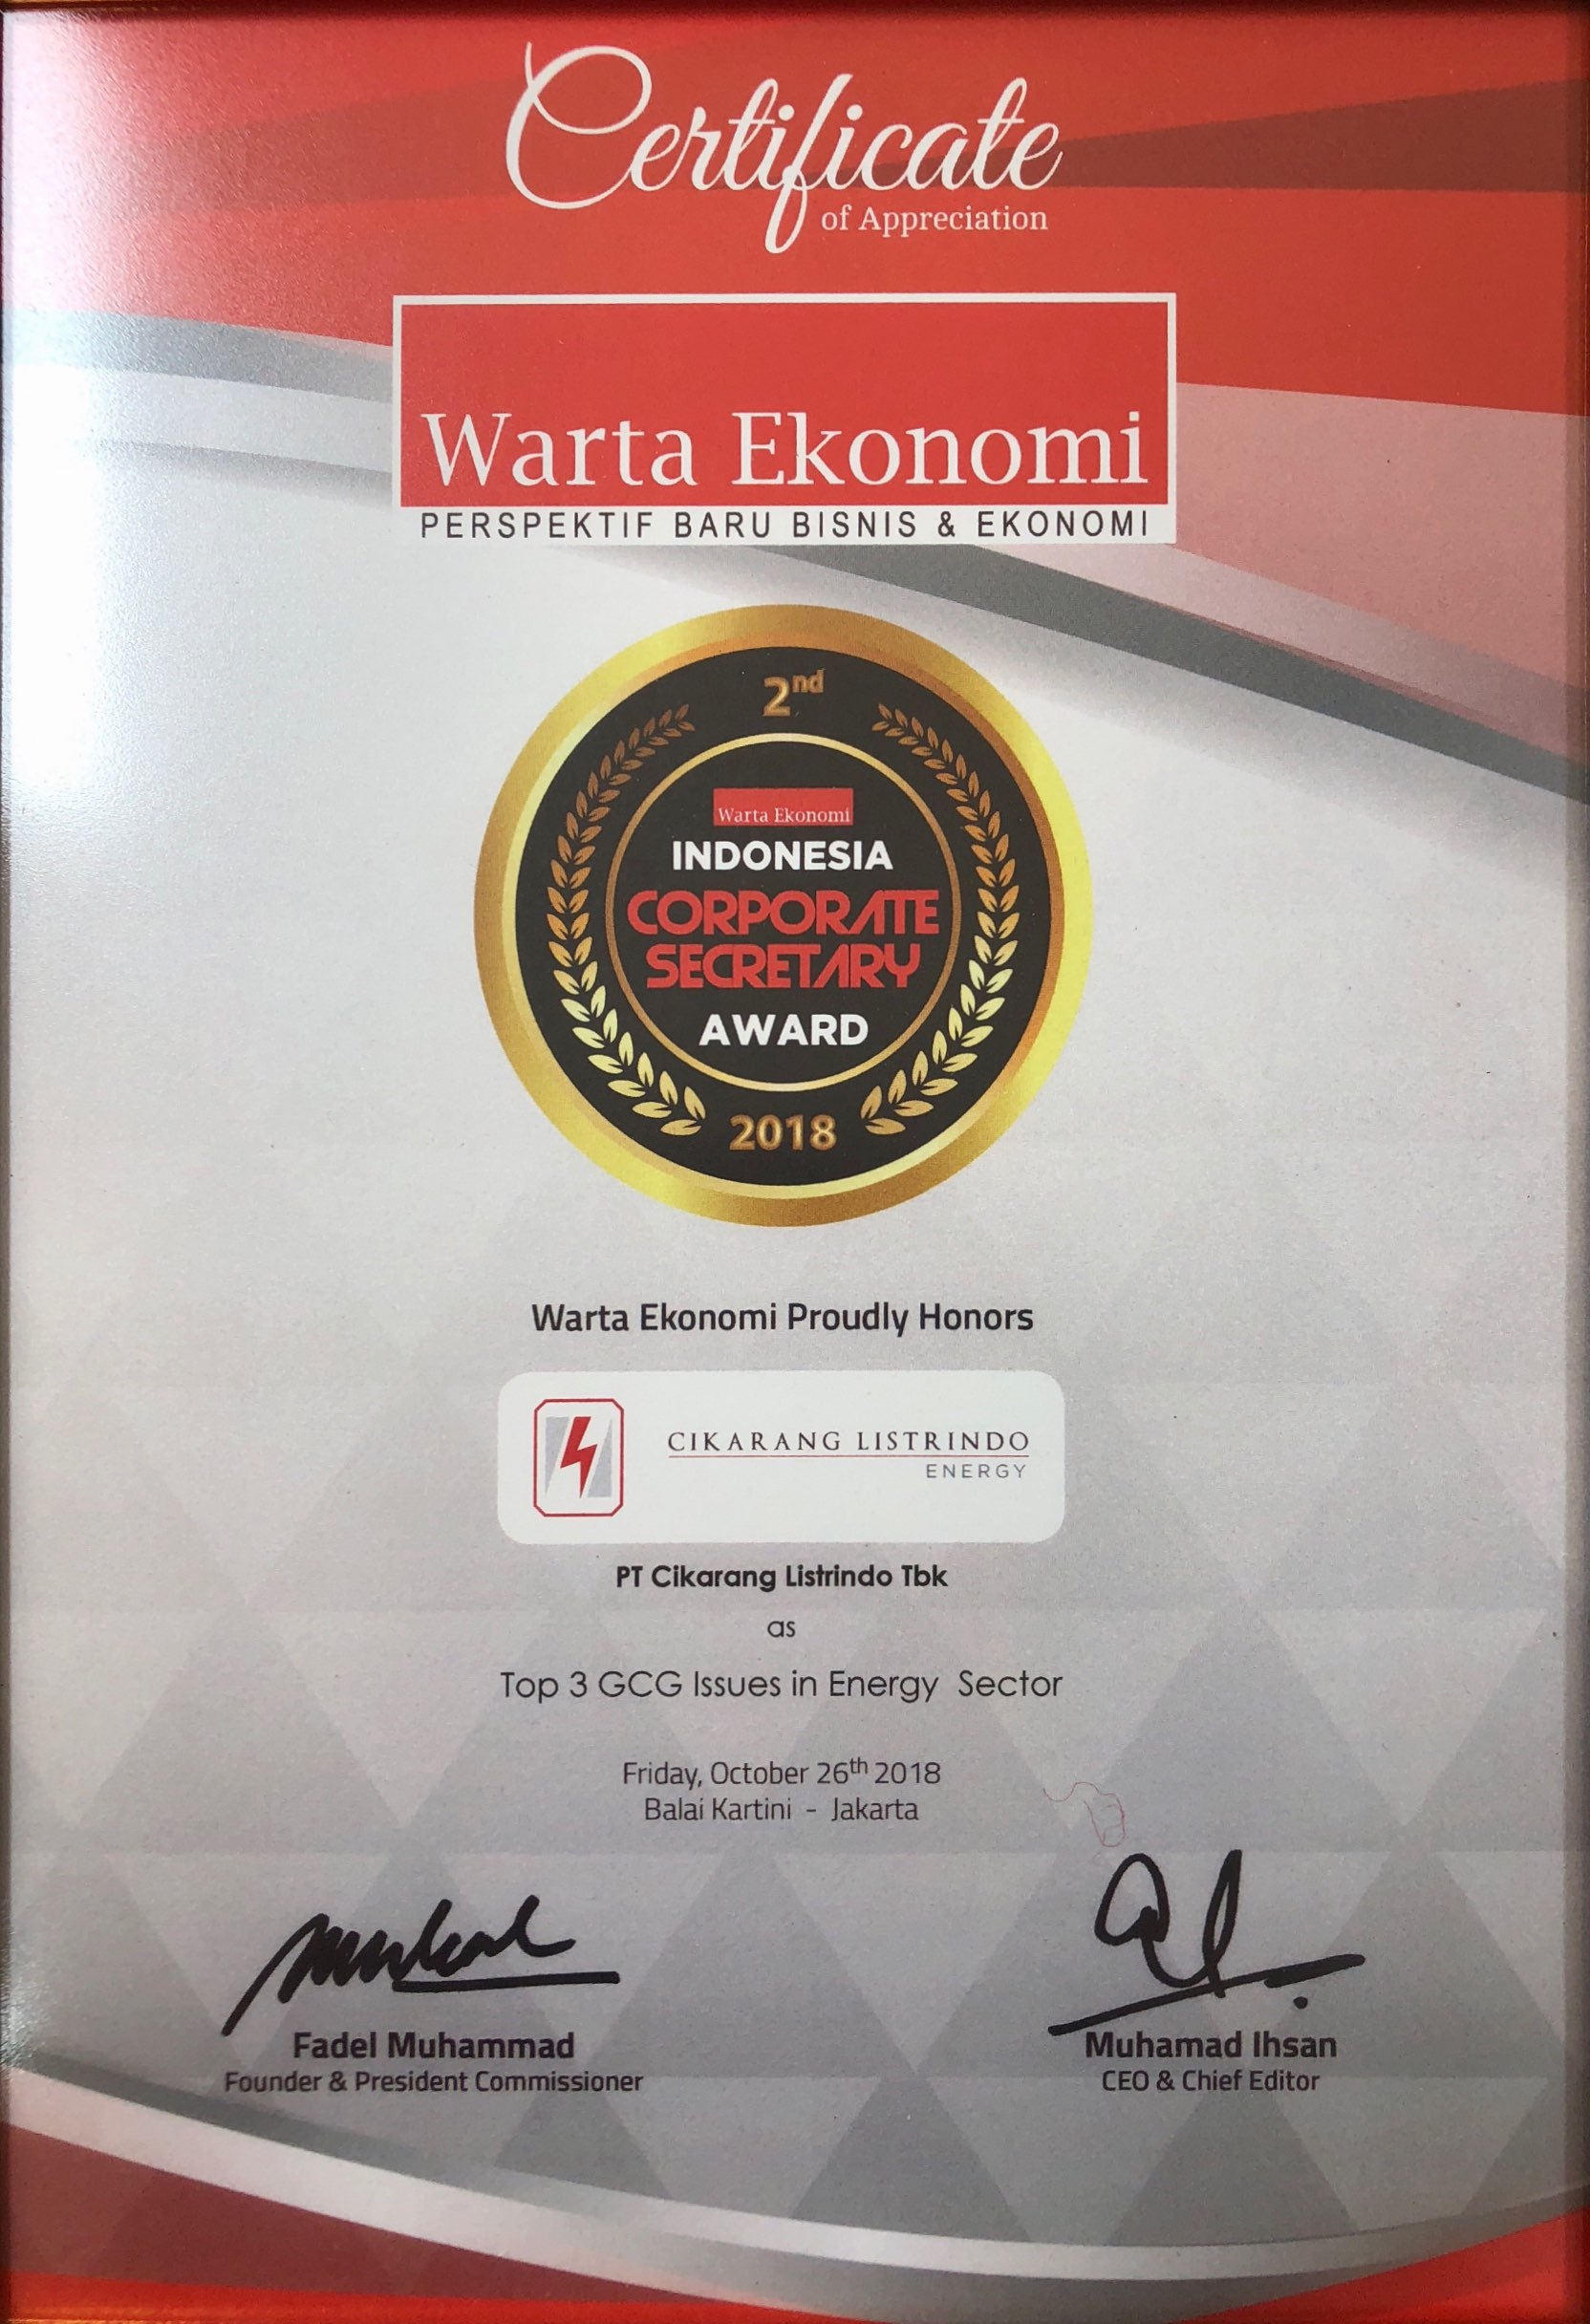 Certificate
of Appreciation
Warta Ekonomi
PERSPEKTIF BARU BISNIS & EKONOMI
2nd
Warta Ekonomi
INDONESIA
CORPORATE
SECRETARY
AWARD
2018
Warta Ekonomi Proudly Honors
CIKARANG LISTRINDO
ENERGY
PT Cikarang Listrindo Tbk
as
Top 3 GCG Issues in Energy Sector
Friday, October 26th 2018
Balai Kartini - Jakarta
Fadel Muhammad
Founder & President Commissioner
Muhamad Ihsan
CEO & Chief Editor